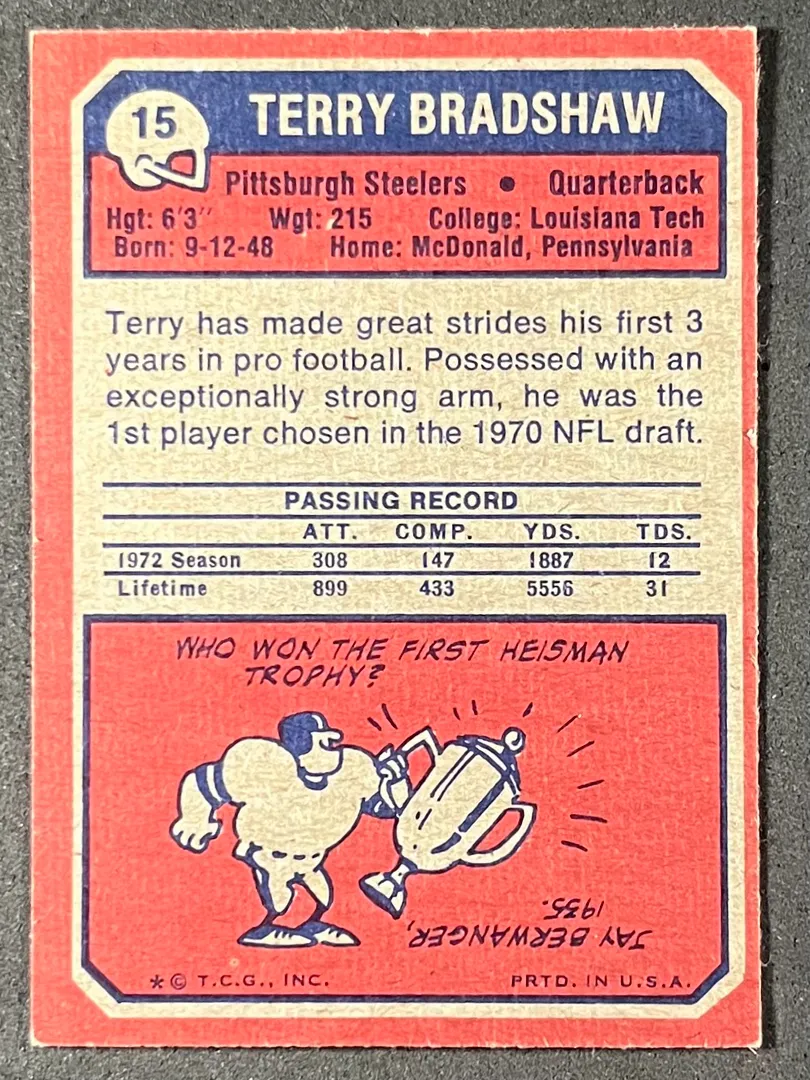 15
TERRY BRADSHAW
Pittsburgh Steelers • Quarterback
Hgt: 6'3" Wgt: 215 College: Louisiana Tech
Born: 9-12-48 Home: McDonald, Pennsylvania
Terry has made great strides his first 3
years in pro football. Possessed with an
exceptionally strong arm, he was the
1st player chosen in the 1970 NFL draft.
PASSING RECORD
ATT. COMP. YDS. TDS.
1972 Season 308 147 1887 12
Lifetime 899 433 5556 31
WHO WON THE FIRST HEISMAN
TROPHY?
JAY BERWANGER,
1935.
* © T.C.G., INC. PRTD. IN U.S.A.